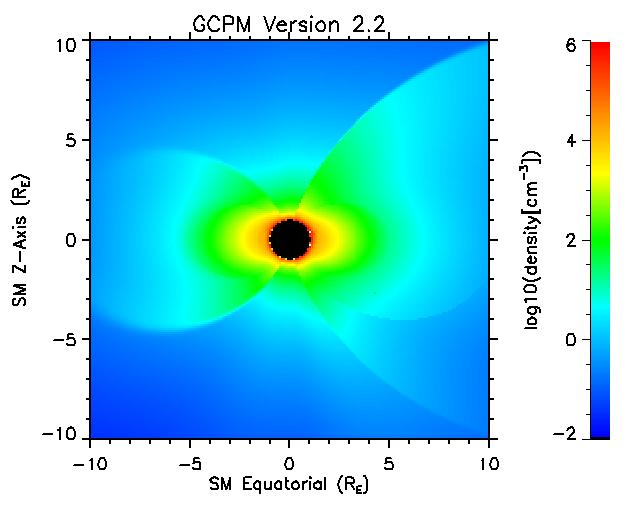 GCPM Version 2.2
10
5
0
-5
-10
SM Z-Axis (RE)
-10 -5 0 5 10
SM Equatorial (RE)
6
4
2
0
-2
log10(density[cm-3])